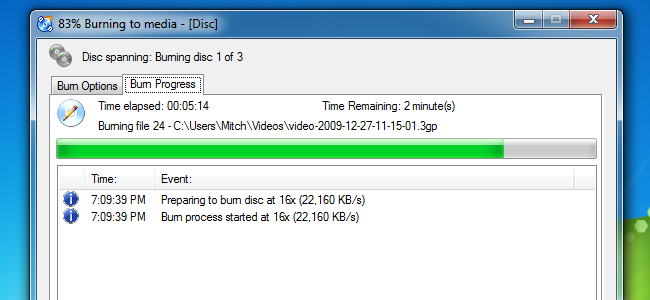 83% Burning to media - [Disc]
Disc spanning: Burning disc 1 of 3
Burn Options Burn Progress
Time elapsed: 00:05:14 Time Remaining: 2 minute(s)
Burning file 24 - C:\Users\Mitch\Videos\video-2009-12-27-11-15-01.3gp
Time: Event:
7:09:39 PM Preparing to burn disc at 16x (22,160 KB/s)
7:09:39 PM Burn process started at 16x (22,160 KB/s)